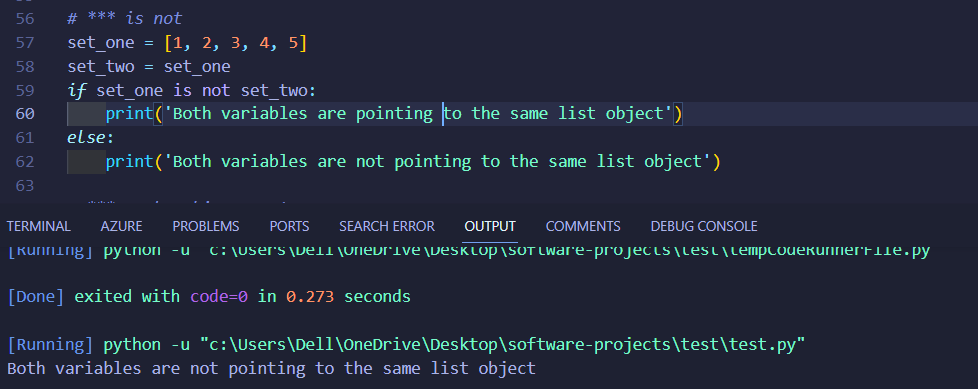 56 # *** is not
57 set_one = [1, 2, 3, 4, 5]
58 set_two = set_one
59 if set_one is not set_two:
60 print('Both variables are pointing to the same list object')
61 else:
62 print('Both variables are not pointing to the same list object')
63
TERMINAL AZURE PROBLEMS PORTS SEARCH ERROR OUTPUT COMMENTS DEBUG CONSOLE
[Running] python -u "c:\Users\Dell\OneDrive\Desktop\software-projects\test\tempCodeRunnerFile.py
[Done] exited with code=0 in 0.273 seconds
[Running] python -u "c:\Users\Dell\OneDrive\Desktop\software-projects\test\test.py"
Both variables are not pointing to the same list object